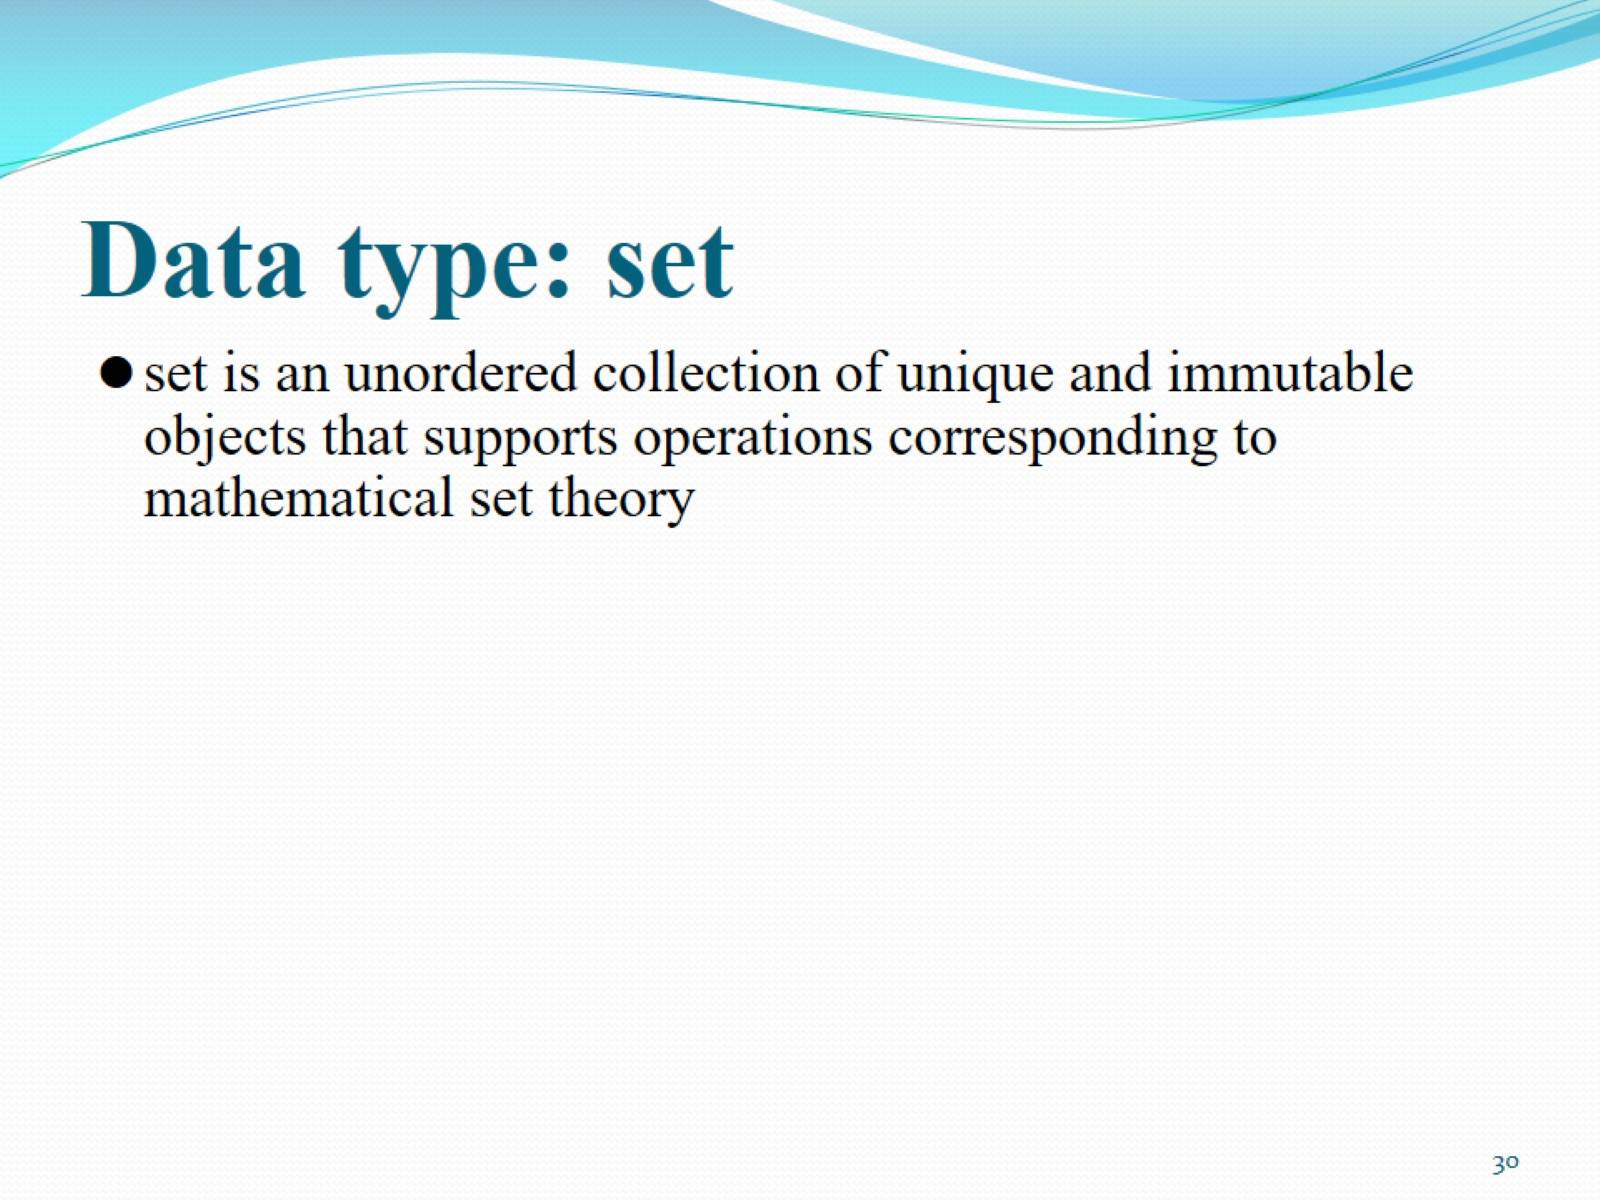 Data type: set
● set is an unordered collection of unique and immutable
objects that supports operations corresponding to
mathematical set theory
30